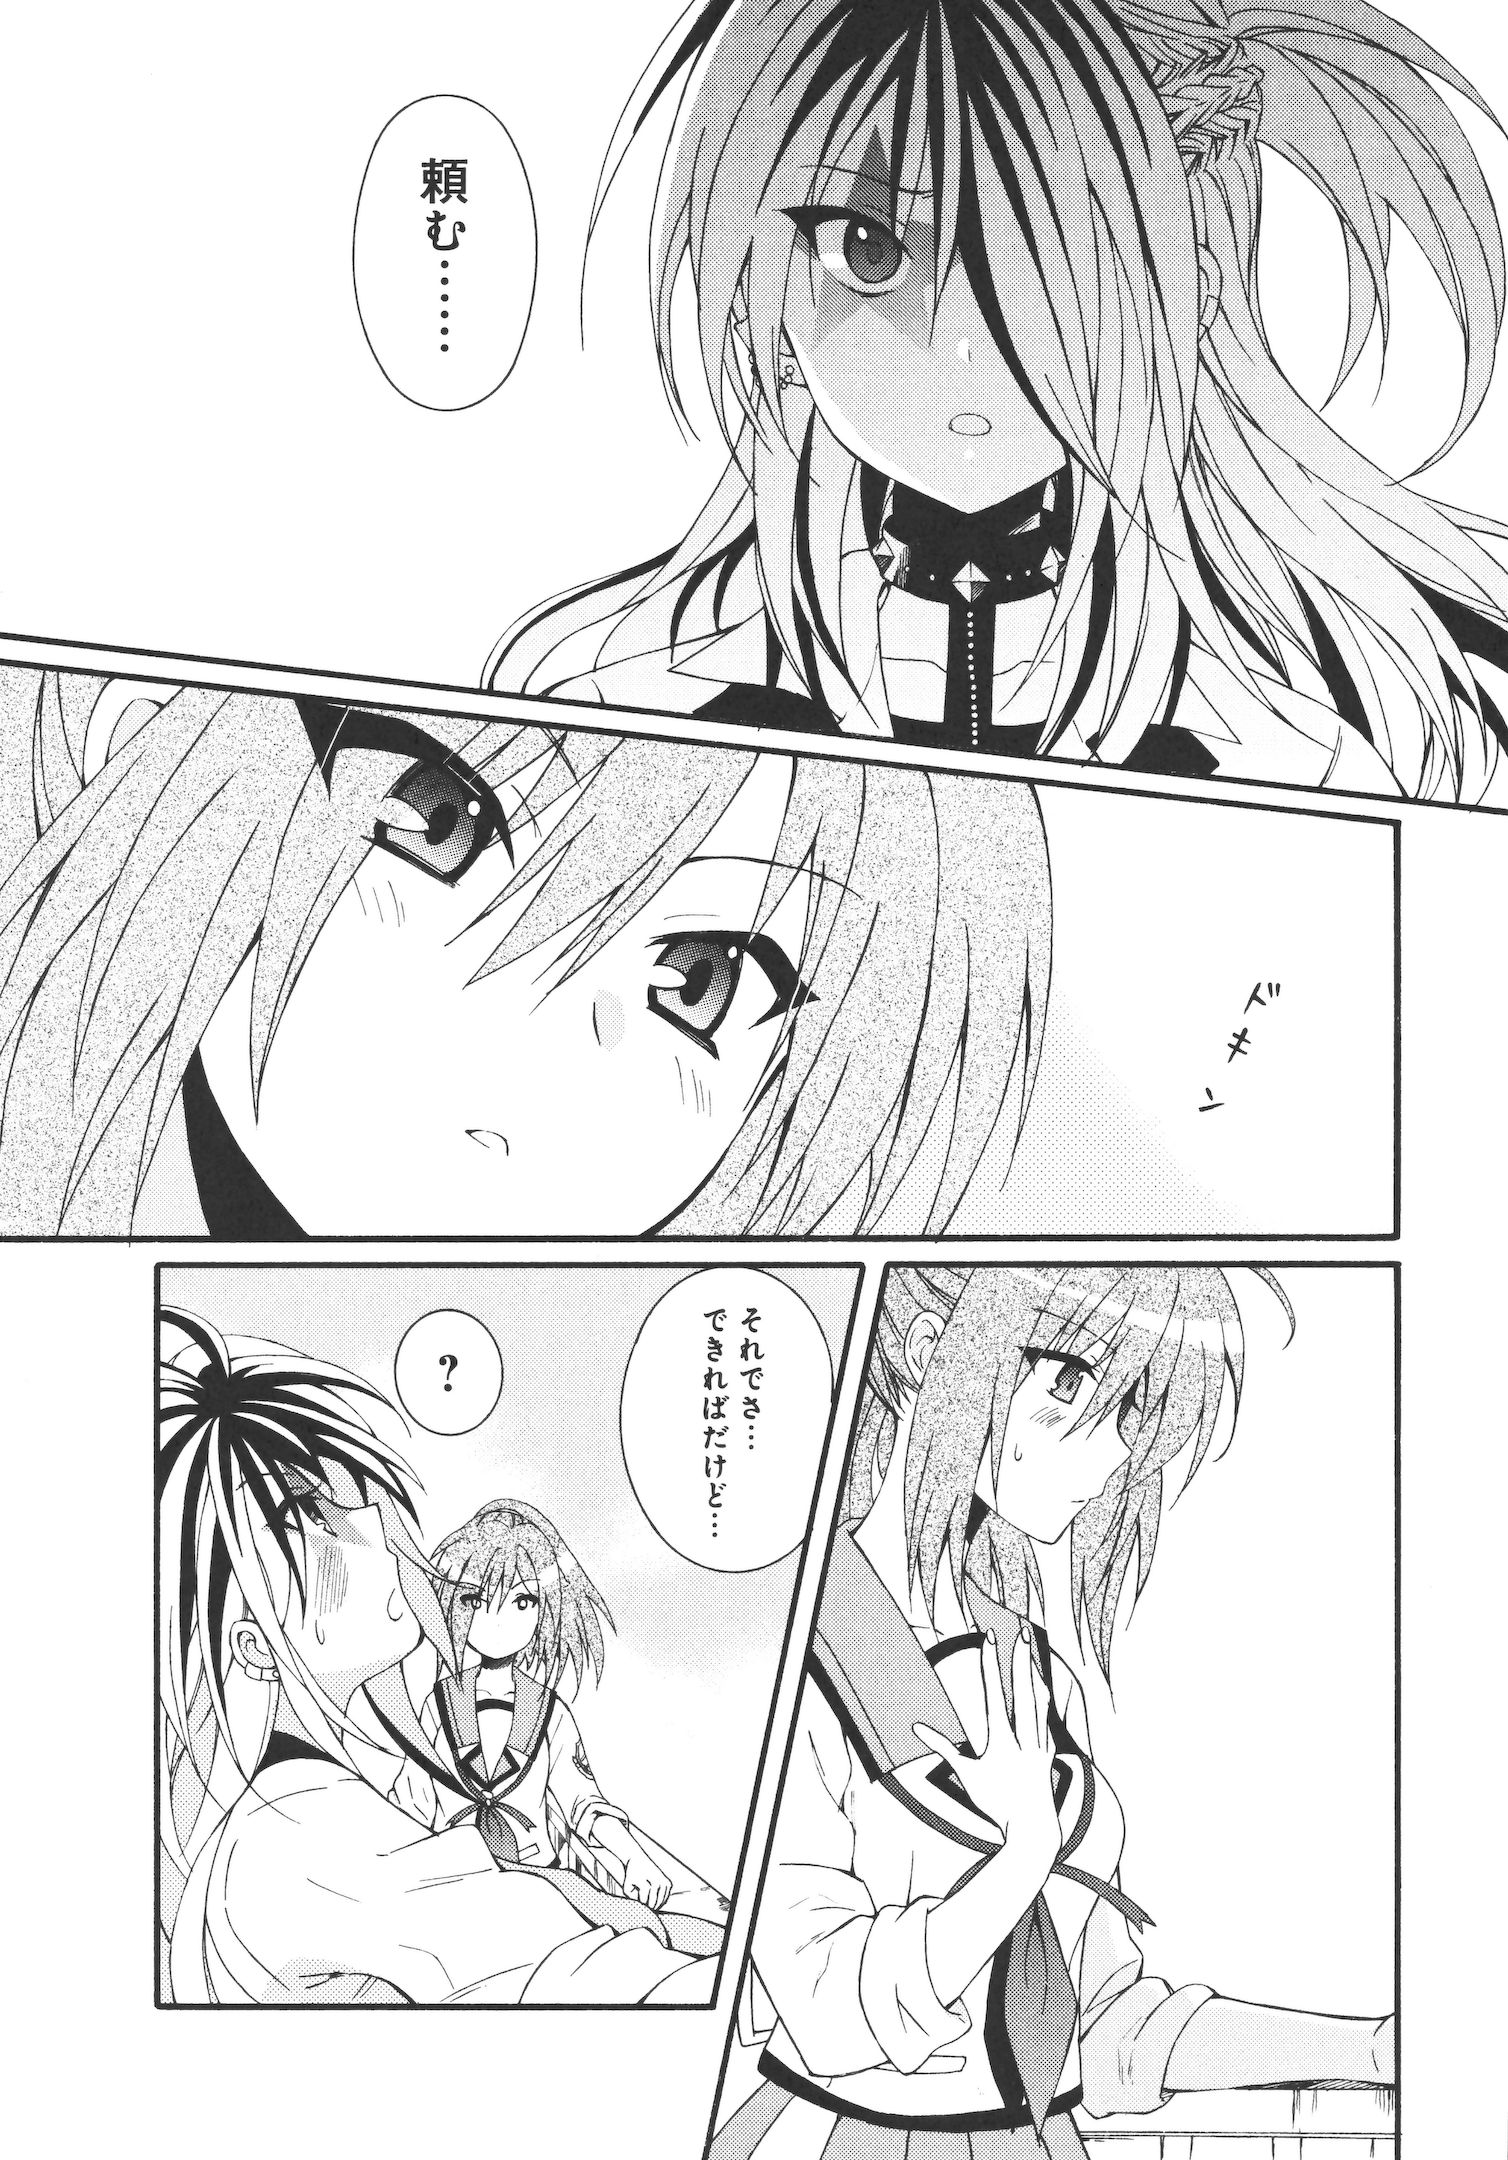 頼む……
ドキン
それでさ…
できればだけど…
？